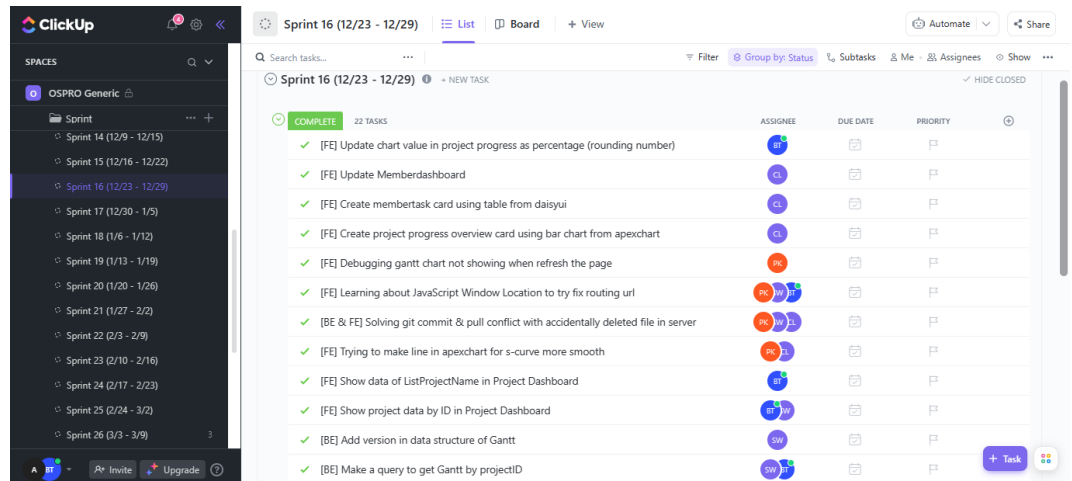 ClickUp
4
Sprint 16 (12/23 - 12/29)
List
Board
+ View
Automate
Share
SPACES
Search tasks...
Filter
Group by: Status
Subtasks
Me
Assignees
Show
O
OSPRO Generic
Sprint
Sprint 14 (12/9 - 12/15)
Sprint 15 (12/16 - 12/22)
Sprint 16 (12/23 - 12/29)
Sprint 17 (12/30 - 1/5)
Sprint 18 (1/6 - 1/12)
Sprint 19 (1/13 - 1/19)
Sprint 20 (1/20 - 1/26)
Sprint 21 (1/27 - 2/2)
Sprint 22 (2/3 - 2/9)
Sprint 23 (2/10 - 2/16)
Sprint 24 (2/17 - 2/23)
Sprint 25 (2/24 - 3/2)
Sprint 26 (3/3 - 3/9) 3
A BT
Invite
Upgrade
?
Sprint 16 (12/23 - 12/29) + NEW TASK
HIDE CLOSED
COMPLETE 22 TASKS ASSIGNEE DUE DATE PRIORITY
[FE] Update chart value in project progress as percentage (rounding number) BT
[FE] Update Memberdashboard CL
[FE] Create membertask card using table from daisyui CL
[FE] Create project progress overview card using bar chart from apexchart CL
[FE] Debugging gantt chart not showing when refresh the page PK
[FE] Learning about JavaScript Window Location to try fix routing url PK SW BT
[BE & FE] Solving git commit & pull conflict with accidentally deleted file in server PK SW CL
[FE] Trying to make line in apexchart for s-curve more smooth PK CL
[FE] Show data of ListProjectName in Project Dashboard BT
[FE] Show project data by ID in Project Dashboard BT SW
[BE] Add version in data structure of Gantt SW
[BE] Make a query to get Gantt by projectID SW BT
+ Task